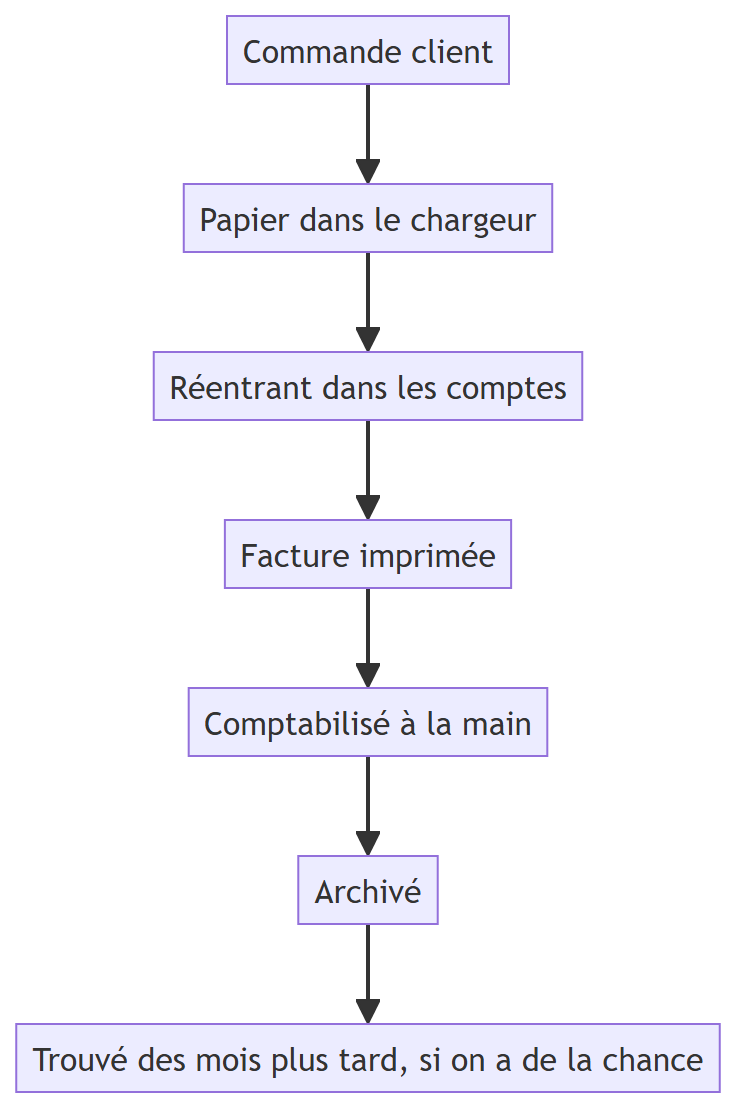 Commande client
Papier dans le chargeur
Réentrant dans les comptes
Facture imprimée
Comptabilisé à la main
Archivé
Trouvé des mois plus tard, si on a de la chance